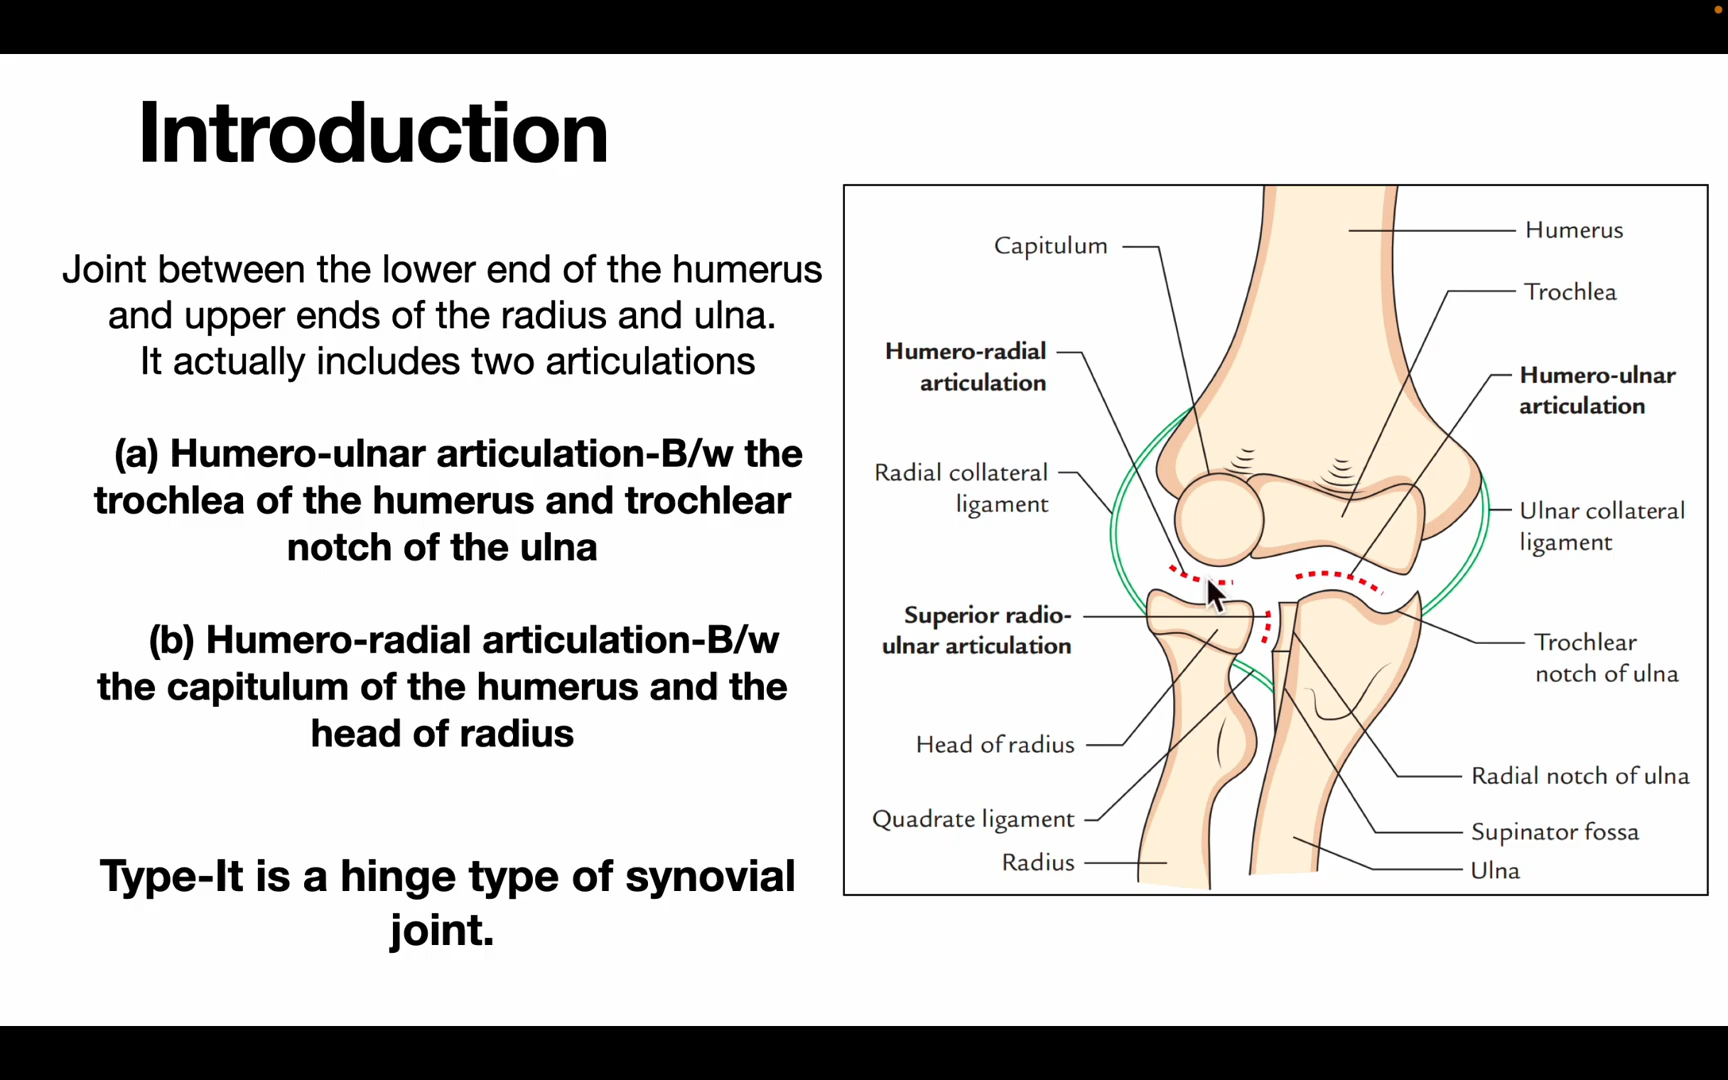 Introduction
Joint between the lower end of the humerus
and upper ends of the radius and ulna.
It actually includes two articulations
(a) Humero-ulnar articulation-B/w the
trochlea of the humerus and trochlear
notch of the ulna
(b) Humero-radial articulation-B/w
the capitulum of the humerus and the
head of radius
Type-It is a hinge type of synovial
joint.
Capitulum
Humero-radial
articulation
Radial collateral
ligament
Superior radio-
ulnar articulation
Head of radius
Quadrate ligament
Radius
Humerus
Trochlea
Humero-ulnar
articulation
Ulnar collateral
ligament
Trochlear
notch of ulna
Radial notch of ulna
Supinator fossa
Ulna